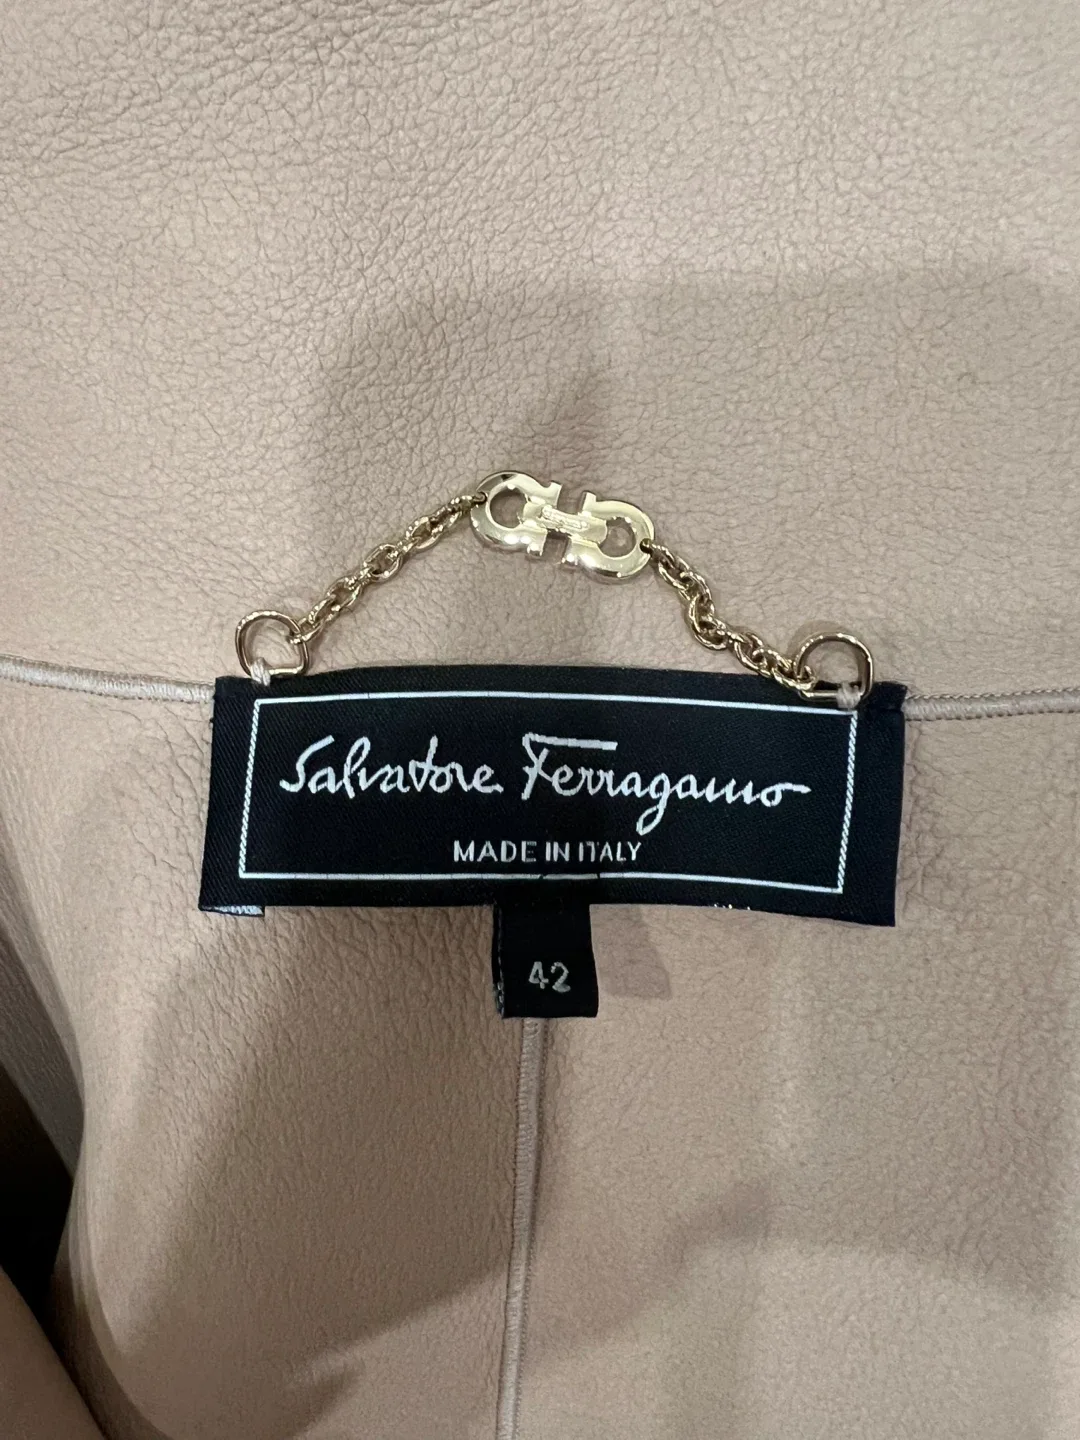 Salvatore Ferragamo
MADE IN ITALY
42